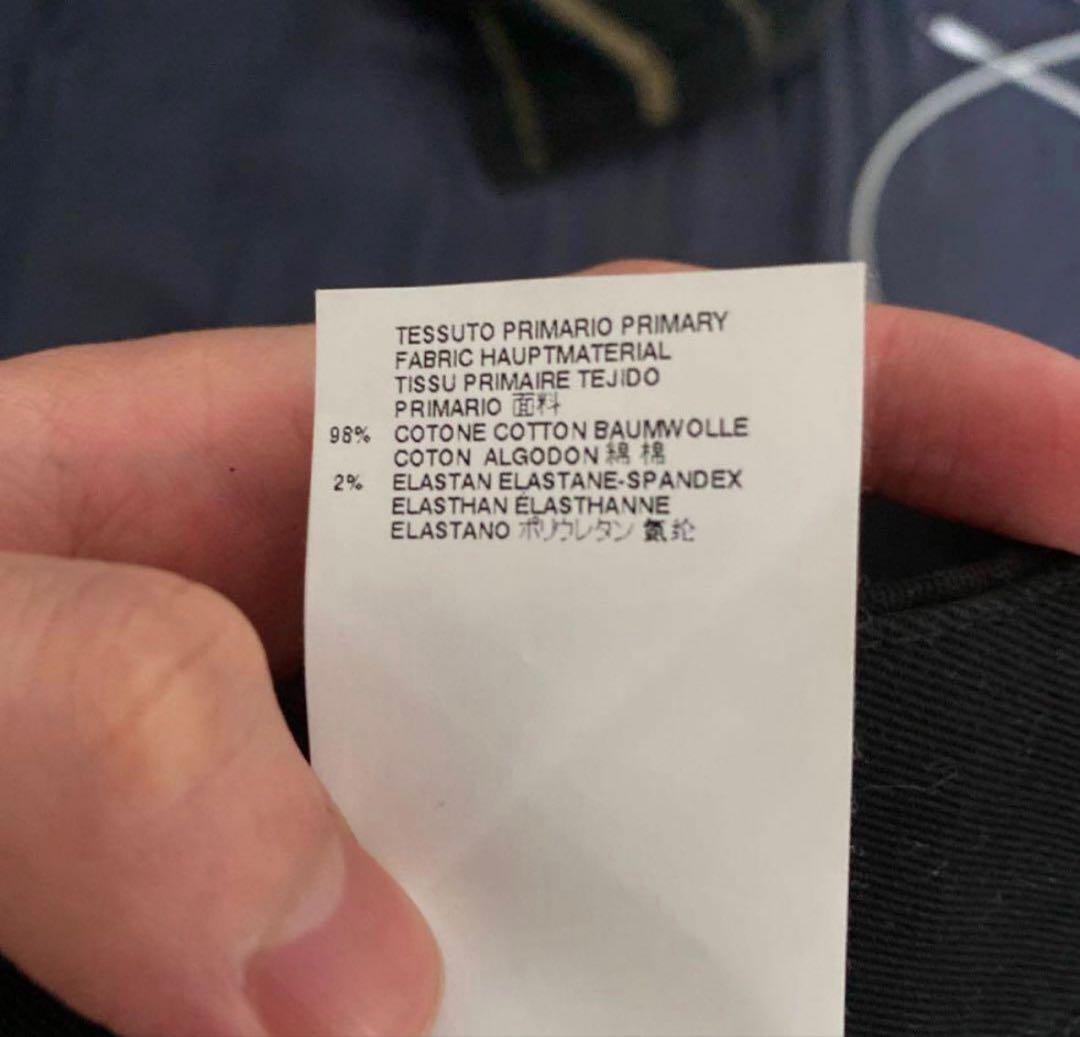 TESSUTO PRIMARIO PRIMARY
FABRIC HAUPTMATERIAL
TISSU PRIMAIRE TEJIDO
PRIMARIO 面料
98% COTONE COTTON BAUMWOLLE
COTON ALGODON 綿 棉
2% ELASTAN ELASTANE-SPANDEX
ELASTHAN ÉLASTHANNE
ELASTANO ポリウレタン 氨纶